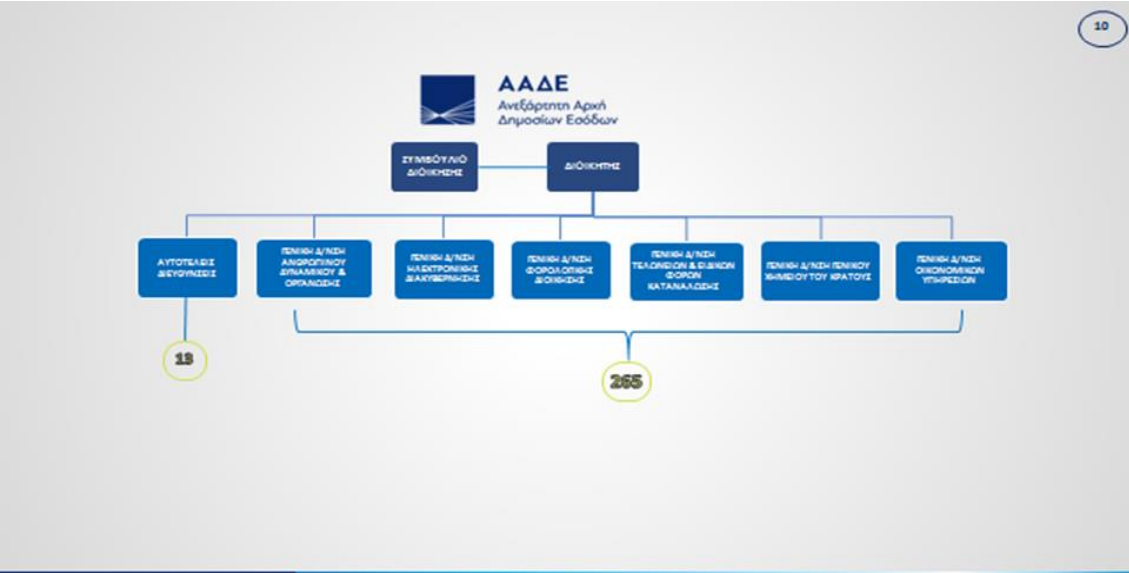 10
ΑΑΔΕ
Ανεξάρτητη Αρχή
Δημοσίων Εσόδων
ΣΥΜΒΟΥΛΙΟ
ΔΙΟΙΚΗΣΗΣ
ΔΙΟΙΚΗΤΗΣ
ΑΥΤΟΤΕΛΕΙΣ
ΔΙΕΥΘΥΝΣΕΙΣ
ΓΕΝΙΚΗ Δ/ΝΣΗ
ΑΝΘΡΩΠΙΝΟΥ
ΔΥΝΑΜΙΚΟΥ &
ΟΡΓΑΝΩΣΗΣ
ΓΕΝΙΚΗ Δ/ΝΣΗ
ΗΛΕΚΤΡΟΝΙΚΗΣ
ΔΙΑΚΥΒΕΡΝΗΣΗΣ
ΓΕΝΙΚΗ Δ/ΝΣΗ
ΦΟΡΟΛΟΓΙΚΗΣ
ΔΙΟΙΚΗΣΗΣ
ΓΕΝΙΚΗ Δ/ΝΣΗ
ΤΕΛΩΝΕΙΩΝ & ΕΙΔΙΚΩΝ
ΦΟΡΩΝ
ΚΑΤΑΝΑΛΩΣΗΣ
ΓΕΝΙΚΗ Δ/ΝΣΗ ΓΕΝΙΚΟΥ
ΧΗΜΕΙΟΥ ΤΟΥ ΚΡΑΤΟΥΣ
ΓΕΝΙΚΗ Δ/ΝΣΗ
ΟΙΚΟΝΟΜΙΚΩΝ
ΥΠΗΡΕΣΙΩΝ
13
265